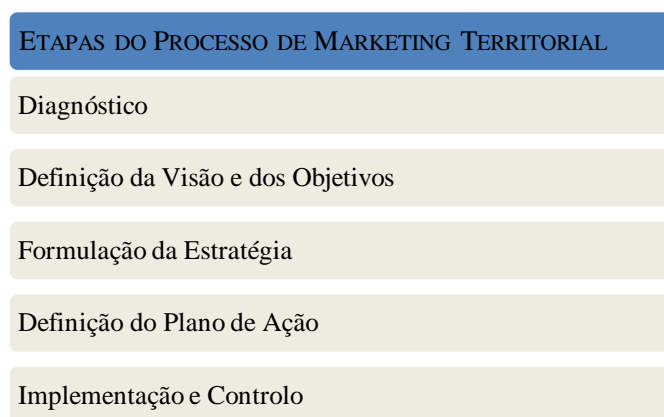 ETAPAS DO PROCESSO DE MARKETING TERRITORIAL
Diagnóstico
Definição da Visão e dos Objetivos
Formulação da Estratégia
Definição do Plano de Ação
Implementação e Controlo